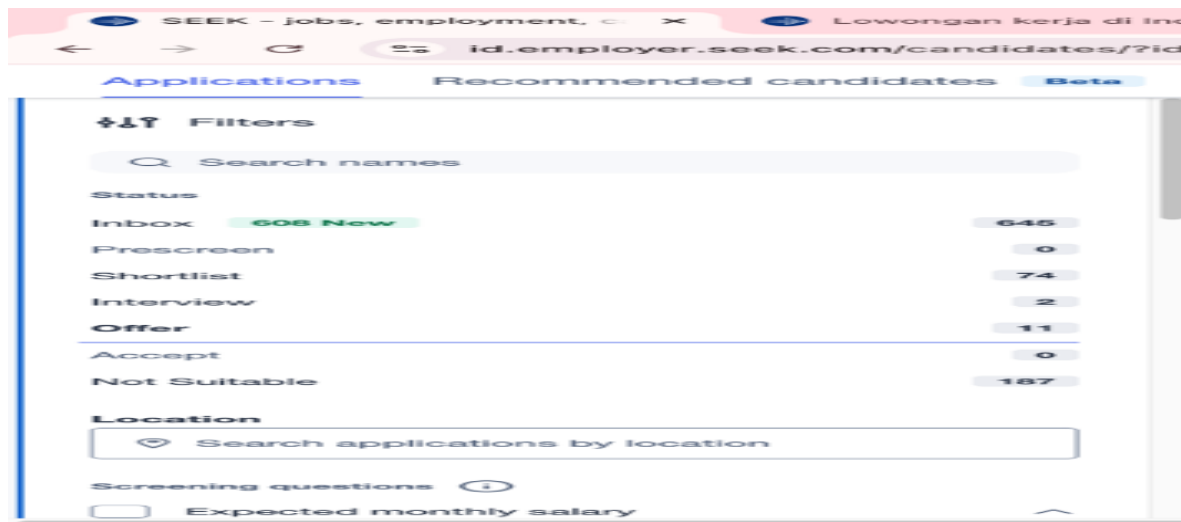 SEEK - jobs, employment, Lowongan kerja di
id.employer.seek.com/candidates/?id
Applications Recommended candidates Beta
Filters
Search names
Status
Inbox 608 New 645
Prescreen 0
Shortlist 74
Interview 2
Offer 11
Accept 0
Not Suitable 187
Location
Search applications by location
Screening questions
Expected monthly salary